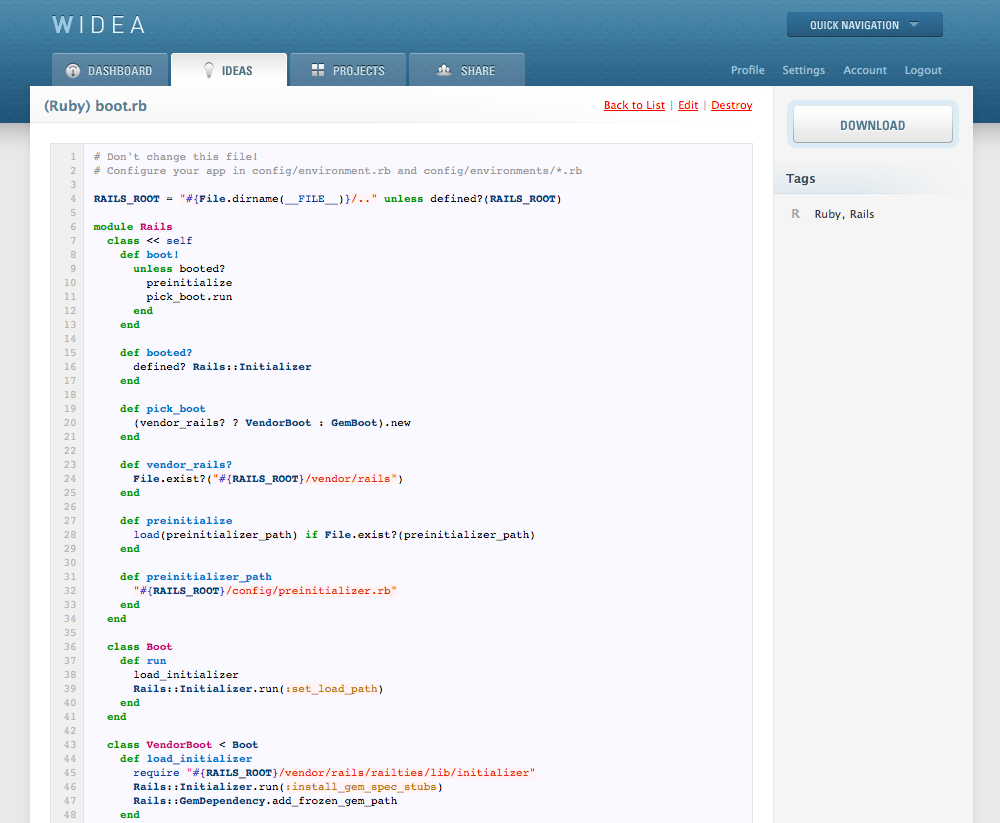 WIDEA
QUICK NAVIGATION
DASHBOARD IDEAS PROJECTS SHARE
Profile Settings Account Logout
(Ruby) boot.rb
Back to List | Edit | Destroy
DOWNLOAD
Tags
R Ruby, Rails
1 # Don't change this file!
2 # Configure your app in config/environment.rb and config/environments/*.rb
3
4 RAILS_ROOT = "#{File.dirname(__FILE__)}/.." unless defined?(RAILS_ROOT)
5
6 module Rails
7   class << self
8     def boot!
9       unless booted?
10         preinitialize
11         pick_boot.run
12       end
13     end
14
15     def booted?
16       defined? Rails::Initializer
17     end
18
19     def pick_boot
20       (vendor_rails? ? VendorBoot : GemBoot).new
21     end
22
23     def vendor_rails?
24       File.exist?("#{RAILS_ROOT}/vendor/rails")
25     end
26
27     def preinitialize
28       load(preinitializer_path) if File.exist?(preinitializer_path)
29     end
30
31     def preinitializer_path
32       "#{RAILS_ROOT}/config/preinitializer.rb"
33     end
34   end
35
36   class Boot
37     def run
38       load_initializer
39       Rails::Initializer.run(:set_load_path)
40     end
41   end
42
43   class VendorBoot < Boot
44     def load_initializer
45       require "#{RAILS_ROOT}/vendor/rails/railties/lib/initializer"
46       Rails::Initializer.run(:install_gem_spec_stubs)
47       Rails::GemDependency.add_frozen_gem_path
48     end